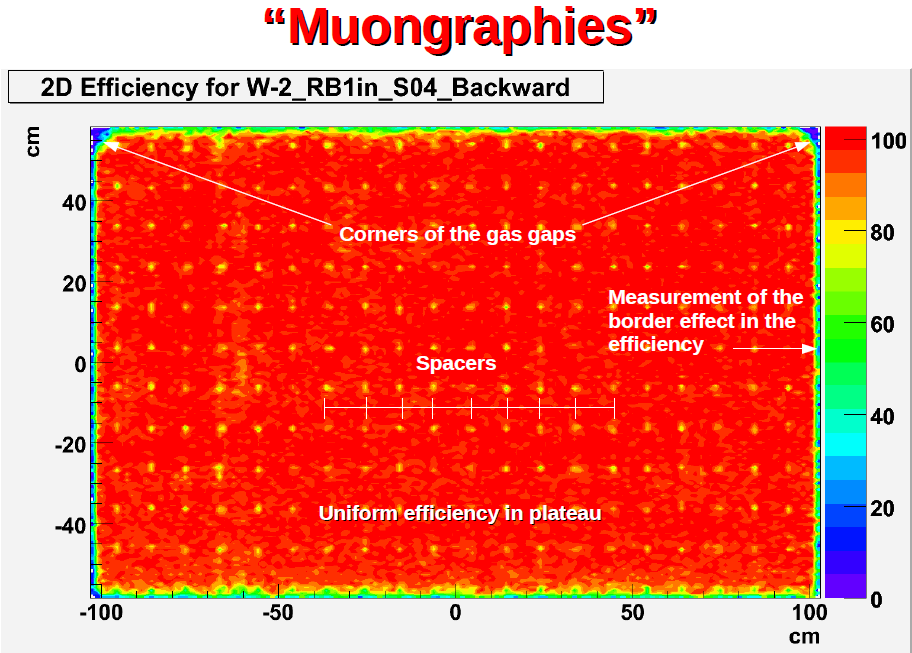 “Muongraphies”
2D Efficiency for W-2_RB1in_S04_Backward
cm
100
80
60
40
20
0
40
20
0
-20
-40
Corners of the gas gaps
Measurement of the
border effect in the
efficiency
Spacers
Uniform efficiency in plateau
-100
-50
0
50
100
cm